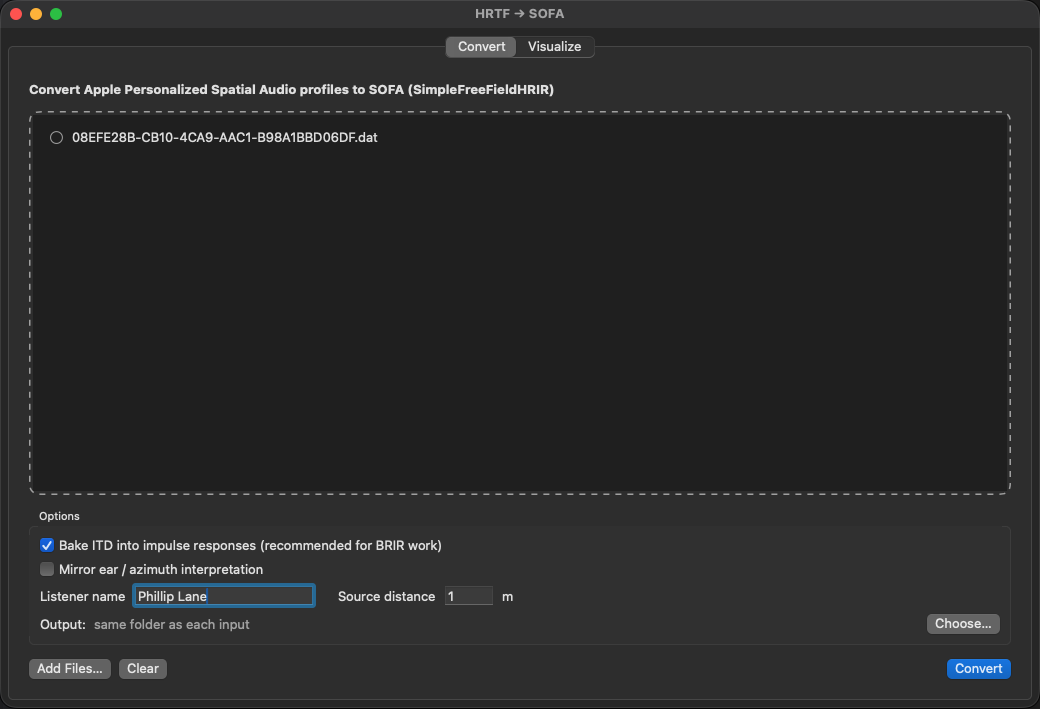 HRTF → SOFA
Convert Visualize
Convert Apple Personalized Spatial Audio profiles to SOFA (SimpleFreeFieldHRIR)
08EFE28B-CB10-4CA9-AAC1-B98A1BBD06DF.dat
Options
Bake ITD into impulse responses (recommended for BRIR work)
Mirror ear / azimuth interpretation
Listener name Phillip Lane Source distance 1 m
Output: same folder as each input Choose...
Add Files... Clear Convert